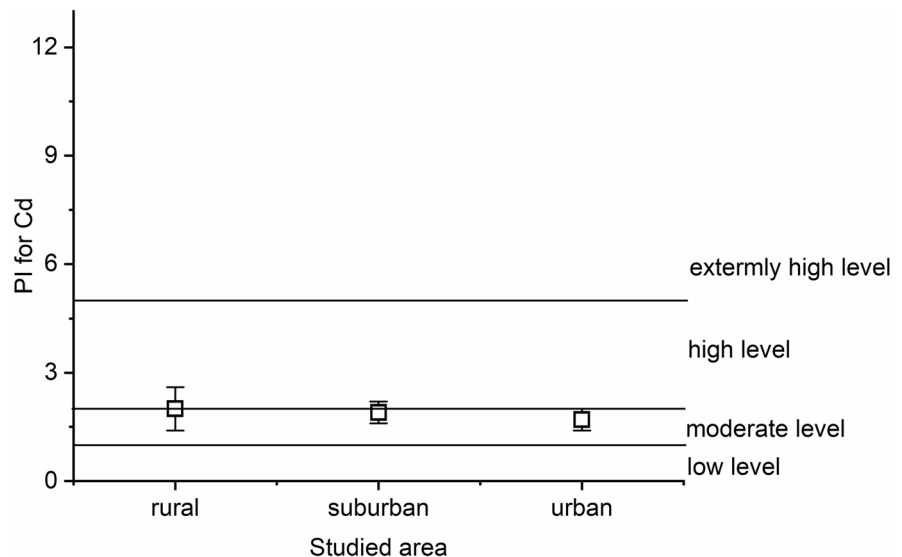 12
9
6
3
0
PI for Cd
extermly high level
high level
moderate level
low level
rural suburban urban
Studied area